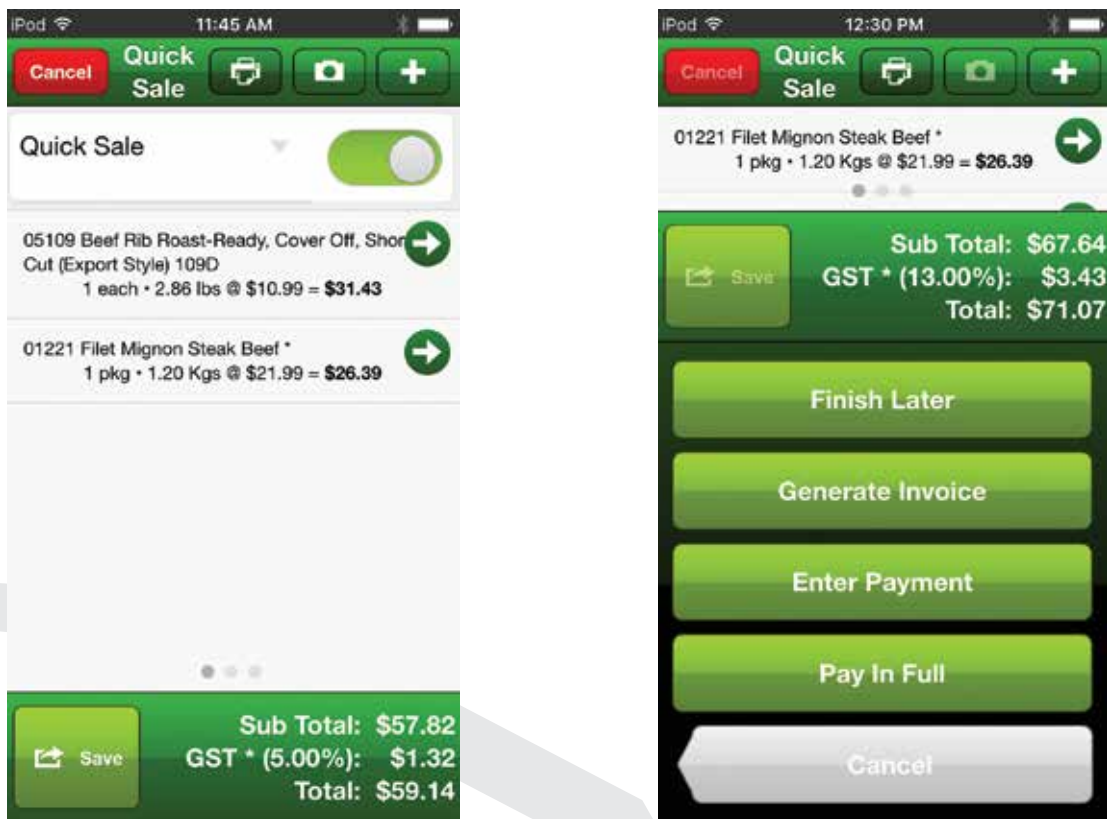 iPod 11:45 AM
Cancel
Quick
Sale
Quick Sale
05109 Beef Rib Roast-Ready, Cover Off, Shor
Cut (Export Style) 109D
1 each • 2.86 lbs @ $10.99 = $31.43
01221 Filet Mignon Steak Beef *
1 pkg • 1.20 Kgs @ $21.99 = $26.39
Save
Sub Total: $57.82
GST * (5.00%): $1.32
Total: $59.14
iPod 12:30 PM
Cancel
Quick
Sale
01221 Filet Mignon Steak Beef *
1 pkg • 1.20 Kgs @ $21.99 = $26.39
Save
Sub Total: $67.64
GST * (13.00%): $3.43
Total: $71.07
Finish Later
Generate Invoice
Enter Payment
Pay In Full
Cancel